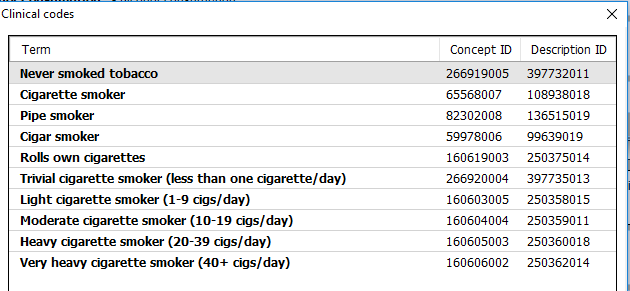 Clinical codes
Term Concept ID Description ID
Never smoked tobacco 266919005 397732011
Cigarette smoker 65568007 108938018
Pipe smoker 82302008 136515019
Cigar smoker 59978006 99639019
Rolls own cigarettes 160619003 250375014
Trivial cigarette smoker (less than one cigarette/day) 266920004 397735013
Light cigarette smoker (1-9 cigs/day) 160603005 250358015
Moderate cigarette smoker (10-19 cigs/day) 160604004 250359011
Heavy cigarette smoker (20-39 cigs/day) 160605003 250360018
Very heavy cigarette smoker (40+ cigs/day) 160606002 250362014